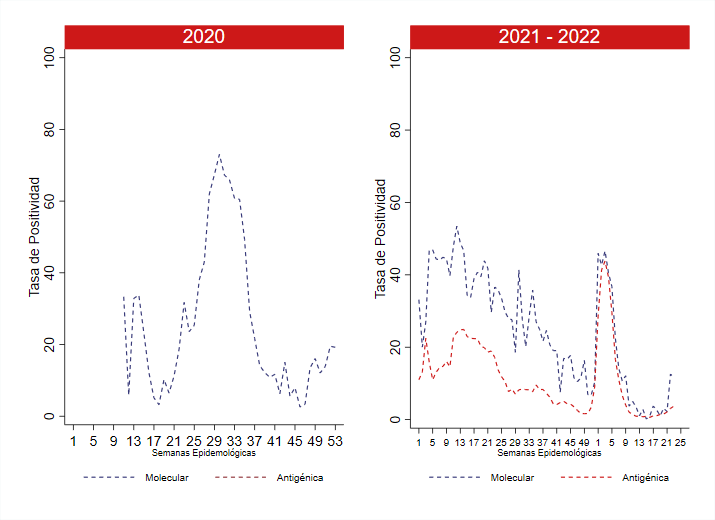 2020
Tasa de Positividad
100
80
60
40
20
0
1 5 9 13 17 21 25 29 33 37 41 45 49 53
Semanas Epidemológicas
Molecular Antigénica
2021 - 2022
Tasa de Positividad
100
80
60
40
20
0
1 5 9 13 17 21 25 29 33 37 41 45 49 1 5 9 13 17 21 25
Semanas Epidemológicas
Molecular Antigénica